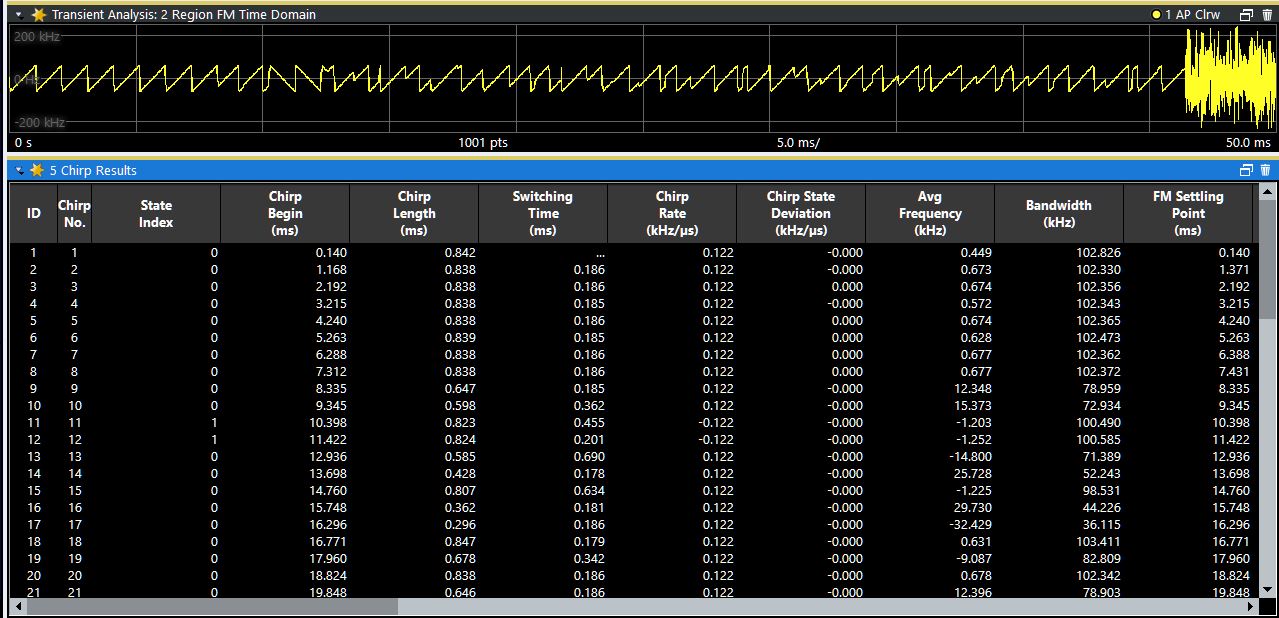 Transient Analysis: 2 Region FM Time Domain 1 AP Clrw
200 kHz
0 Hz
-200 kHz
0 s 1001 pts 5.0 ms/ 50.0 ms
5 Chirp Results
ID Chirp No. State Index Chirp Begin (ms) Chirp Length (ms) Switching Time (ms) Chirp Rate (kHz/µs) Chirp State Deviation (kHz/µs) Avg Frequency (kHz) Bandwidth (kHz) FM Settling Point (ms)
1 1 0 0.140 0.842 ... 0.122 -0.000 0.449 102.826 0.140
2 2 0 1.168 0.838 0.186 0.122 -0.000 0.673 102.330 1.371
3 3 0 2.192 0.838 0.186 0.122 0.000 0.674 102.356 2.192
4 4 0 3.215 0.838 0.185 0.122 -0.000 0.572 102.343 3.215
5 5 0 4.240 0.838 0.186 0.122 0.000 0.674 102.365 4.240
6 6 0 5.263 0.839 0.185 0.122 0.000 0.628 102.473 5.263
7 7 0 6.288 0.838 0.186 0.122 0.000 0.677 102.362 6.388
8 8 0 7.312 0.838 0.186 0.122 0.000 0.677 102.372 7.431
9 9 0 8.335 0.647 0.185 0.122 -0.000 12.348 78.959 8.335
10 10 0 9.345 0.598 0.362 0.122 -0.000 15.373 72.934 9.345
11 11 1 10.398 0.823 0.455 -0.122 -0.000 -1.203 100.490 10.398
12 12 1 11.422 0.824 0.201 -0.122 -0.000 -1.252 100.585 11.422
13 13 0 12.936 0.585 0.690 0.122 -0.000 -14.800 71.389 12.936
14 14 0 13.698 0.428 0.178 0.122 -0.000 25.728 52.243 13.698
15 15 0 14.760 0.807 0.634 0.122 -0.000 -1.225 98.531 14.760
16 16 0 15.748 0.362 0.181 0.122 -0.000 29.730 44.226 15.748
17 17 0 16.296 0.296 0.186 0.122 -0.000 -32.429 36.115 16.296
18 18 0 16.771 0.847 0.179 0.122 -0.000 0.631 103.411 16.771
19 19 0 17.960 0.678 0.342 0.122 -0.000 -9.087 82.809 17.960
20 20 0 18.824 0.838 0.186 0.122 -0.000 0.678 102.342 18.824
21 21 0 19.848 0.646 0.186 0.122 -0.000 12.396 78.903 19.848